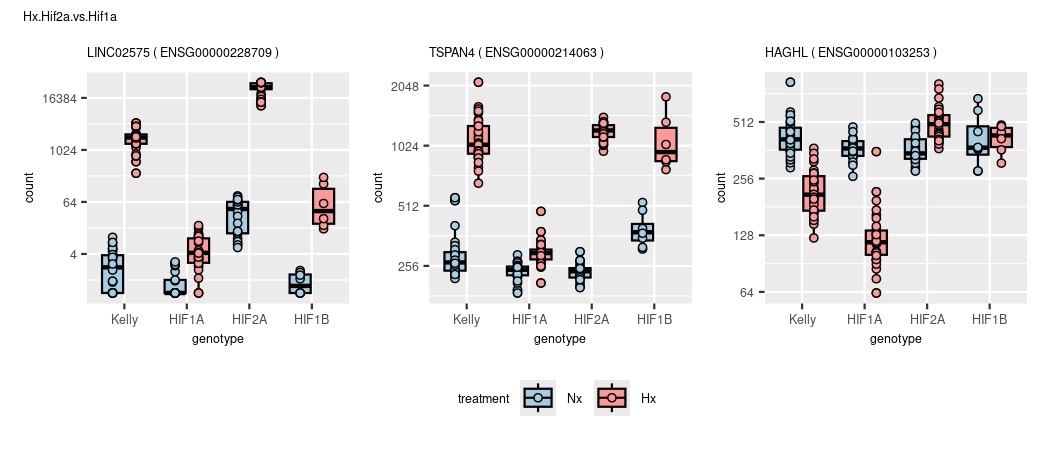 Hx.Hif2a.vs.Hif1a
LINC02575 ( ENSG00000228709 )
count
16384
1024
64
4
Kelly HIF1A HIF2A HIF1B
genotype
TSPAN4 ( ENSG00000214063 )
count
2048
1024
512
256
Kelly HIF1A HIF2A HIF1B
genotype
HAGHL ( ENSG00000103253 )
count
512
256
128
64
Kelly HIF1A HIF2A HIF1B
genotype
treatment Nx Hx